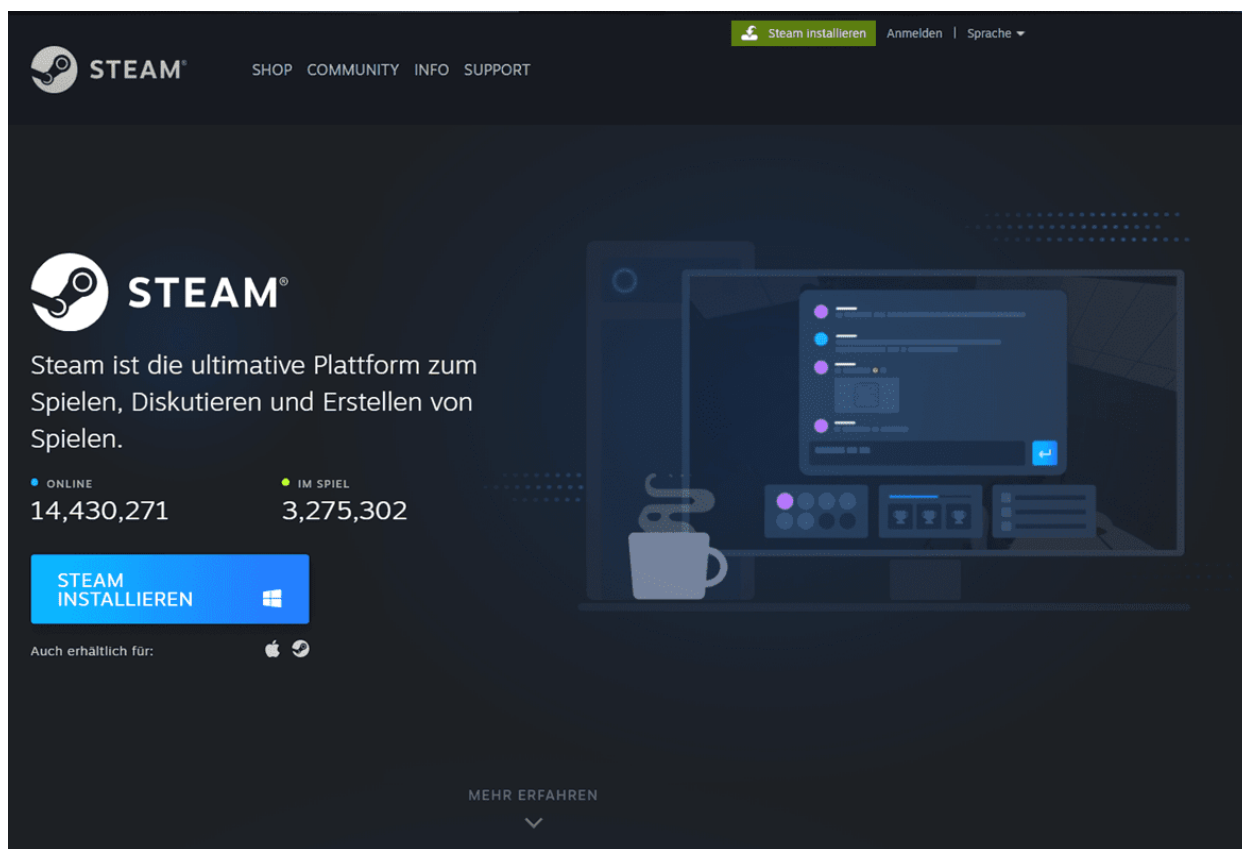 Steam installieren Anmelden | Sprache
STEAM®
SHOP COMMUNITY INFO SUPPORT
STEAM®
Steam ist die ultimative Plattform zum
Spielen, Diskutieren und Erstellen von
Spielen.
ONLINE IM SPIEL
14,430,271 3,275,302
STEAM
INSTALLIEREN
Auch erhältlich für:
MEHR ERFAHREN